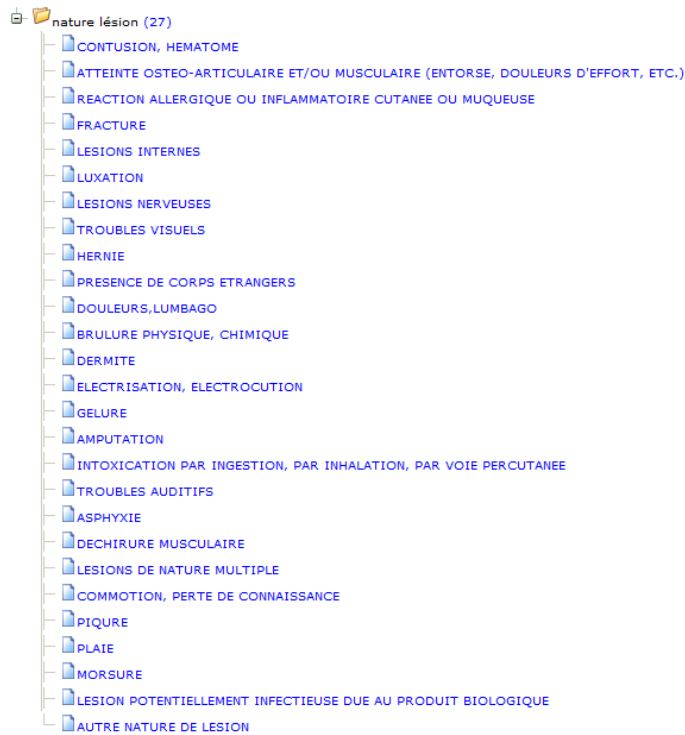 nature lésion (27)
CONTUSION, HEMATOME
ATTEINTE OSTEO-ARTICULAIRE ET/OU MUSCULAIRE (ENTORSE, DOULEURS D'EFFORT, ETC.)
REACTION ALLERGIQUE OU INFLAMMATOIRE CUTANEE OU MUQUEUSE
FRACTURE
LESIONS INTERNES
LUXATION
LESIONS NERVEUSES
TROUBLES VISUELS
HERNIE
PRESENCE DE CORPS ETRANGERS
DOULEURS,LUMBAGO
BRULURE PHYSIQUE, CHIMIQUE
DERMITE
ELECTRISATION, ELECTROCUTION
GELURE
AMPUTATION
INTOXICATION PAR INGESTION, PAR INHALATION, PAR VOIE PERCUTANEE
TROUBLES AUDITIFS
ASPHYXIE
DECHIRURE MUSCULAIRE
LESIONS DE NATURE MULTIPLE
COMMOTION, PERTE DE CONNAISSANCE
PIQURE
PLAIE
MORSURE
LESION POTENTIELLEMENT INFECTIEUSE DUE AU PRODUIT BIOLOGIQUE
AUTRE NATURE DE LESION